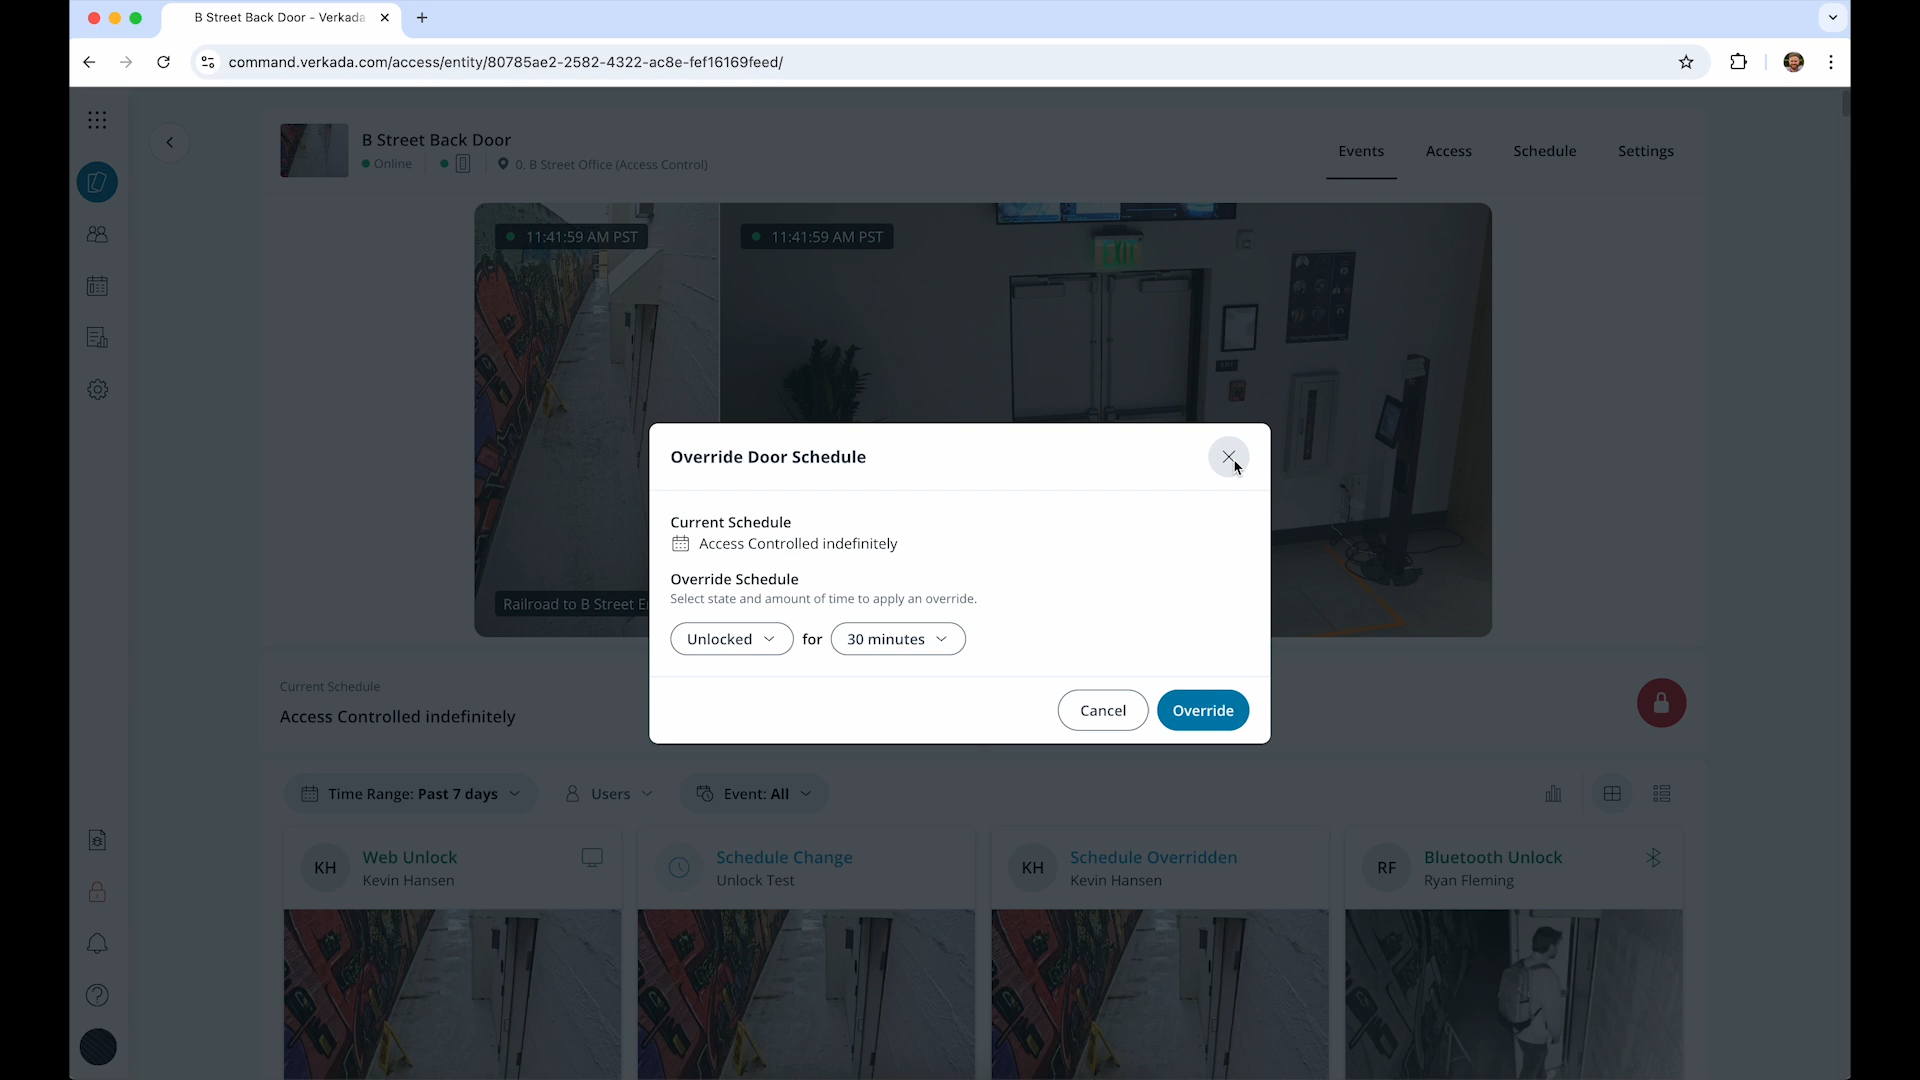 B Street Back Door - Verkada
command.verkada.com/access/entity/80785ae2-2582-4322-ac8e-fef16169feed/
B Street Back Door
Online
0. B Street Office (Access Control)
Events
Access
Schedule
Settings
11:41:59 AM PST
11:41:59 AM PST
EXIT
Railroad to B Street
Override Door Schedule
Current Schedule
Access Controlled indefinitely
Override Schedule
Select state and amount of time to apply an override.
Unlocked for 30 minutes
Cancel
Override
Current Schedule
Access Controlled indefinitely
Time Range: Past 7 days
Users
Event: All
KH
Web Unlock
Kevin Hansen
Schedule Change
Unlock Test
KH
Schedule Overridden
Kevin Hansen
RF
Bluetooth Unlock
Ryan Fleming